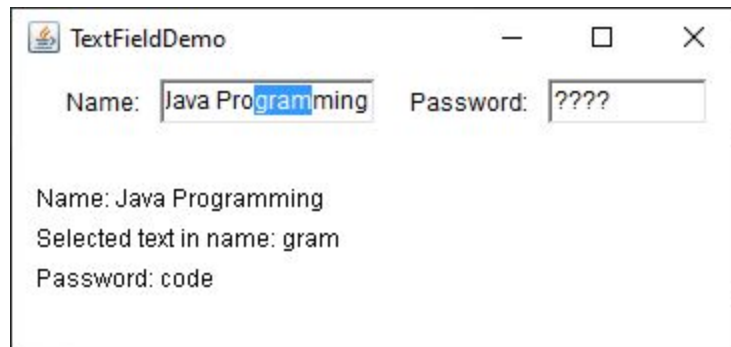 TextFieldDemo
Name: Java Programming Password: ????
Name: Java Programming
Selected text in name: gram
Password: code